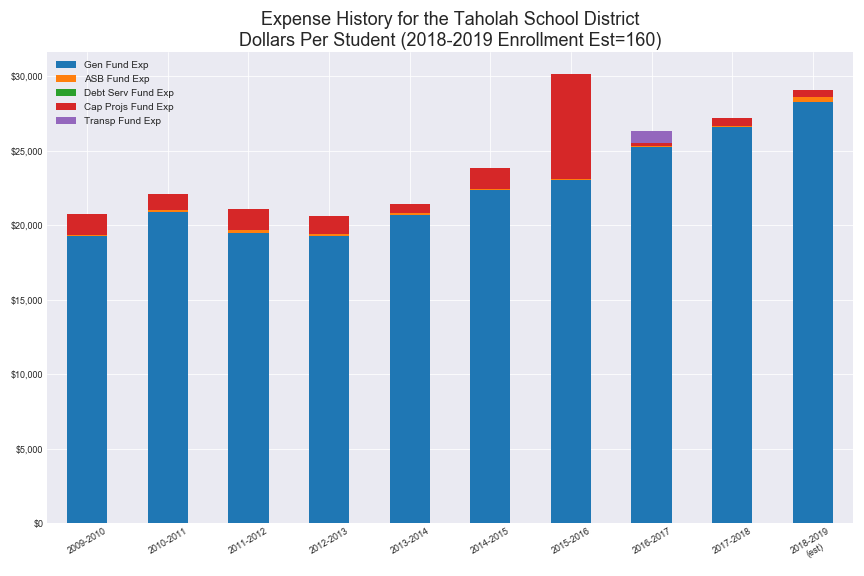 Expense History for the Taholah School District
Dollars Per Student (2018-2019 Enrollment Est=160)
Gen Fund Exp
ASB Fund Exp
Debt Serv Fund Exp
Cap Projs Fund Exp
Transp Fund Exp
$30,000
$25,000
$20,000
$15,000
$10,000
$5,000
$0
2009-2010
2010-2011
2011-2012
2012-2013
2013-2014
2014-2015
2015-2016
2016-2017
2017-2018
2018-2019
(est)